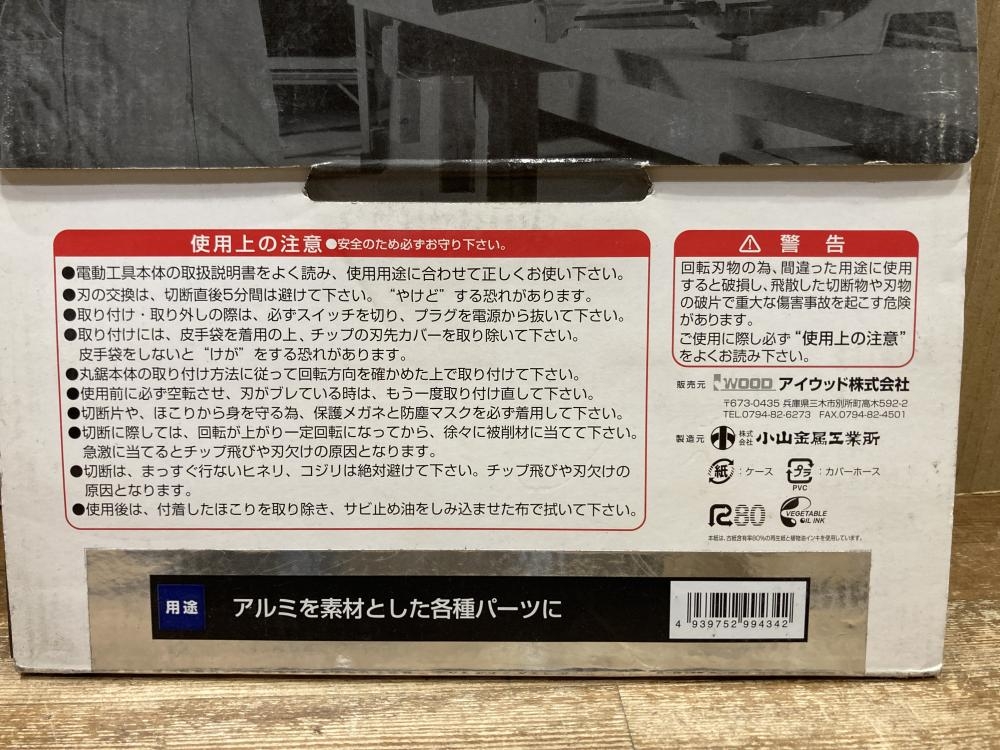 使用上の注意 ●安全のため必ずお守り下さい。
●電動工具本体の取扱説明書をよく読み、使用用途に合わせて正しくお使い下さい。
●刃の交換は、切断直後5分間は避けて下さい。“やけど”する恐れがあります。
●取り付け・取り外しの際は、必ずスイッチを切り、プラグを電源から抜いて下さい。
●取り付けには、皮手袋を着用の上、チップの刃先カバーを取り除いて下さい。
皮手袋をしないと“けが”をする恐れがあります。
●丸鋸本体の取り付け方法に従って回転方向を確かめた上で取り付けて下さい。
●使用前に必ず空転させ、刃がブレている時は、もう一度取り付け直して下さい。
●切断片や、ほこりから身を守る為、保護メガネと防塵マスクを必ず着用して下さい。
●切断に際しては、回転が上がり一定回転になってから、徐々に被削材に当てて下さい。
急激に当てるとチップ飛びや刃欠けの原因となります。
●切断は、まっすぐ行ないヒネリ、コジリは絶対避けて下さい。チップ飛びや刃欠けの
原因となります。
●使用後は、付着したほこりを取り除き、サビ止め油をしみ込ませた布で拭いて下さい。
⚠ 警告
回転刃物の為、間違った用途に使用
すると破損し、飛散した切断物や刃物
の破片で重大な傷害事故を起こす危険
があります。
ご使用に際し必ず“使用上の注意”
をよくお読み下さい。
販売元 WOOD アイウッド株式会社
〒673-0435 兵庫県三木市別所町高木592-2
TEL.0794-82-6273 FAX.0794-82-4501
製造元 株式会社 小山金属工業所
紙：ケース プラ：カバーホース
PVC
R80 VEGETABLE OIL INK
本紙は、古紙含有率80%の再生紙と植物油インキを使用しています。
用途 アルミを素材とした各種パーツに
4 939752 994342